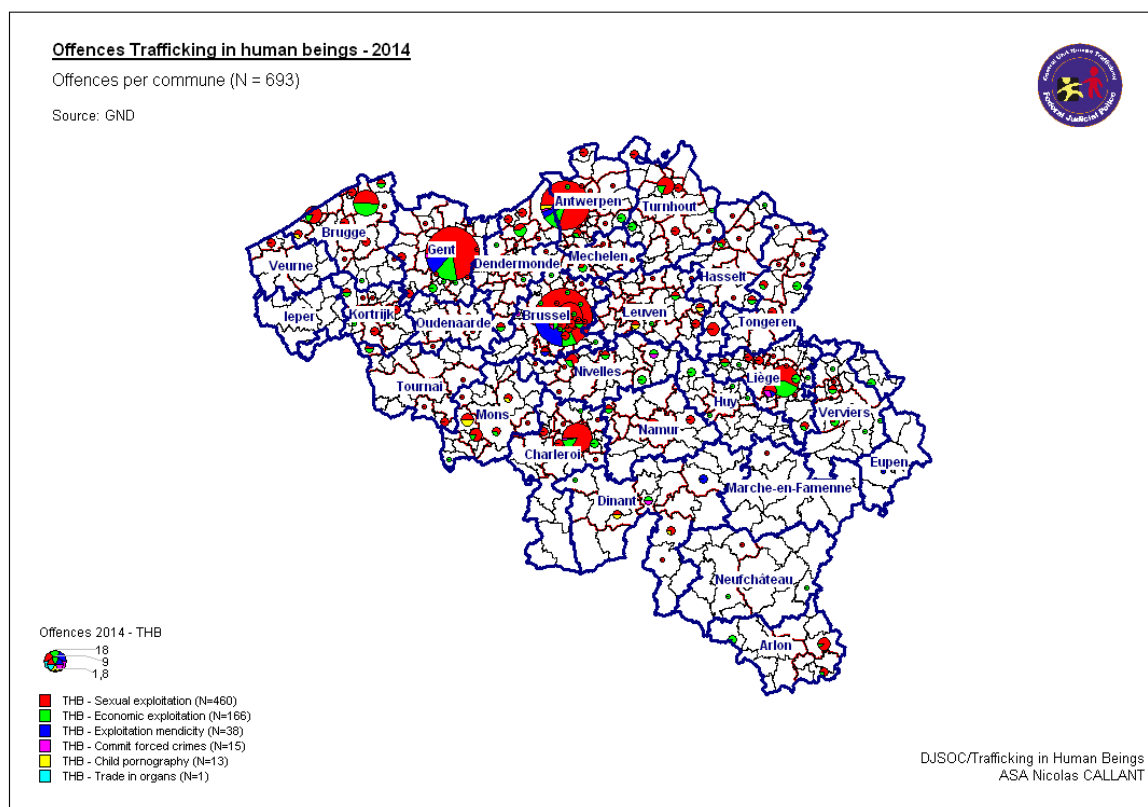 Offences Trafficking in human beings - 2014
Offences per commune (N = 693)
Source: GND
Central Unit Human Trafficking
Federal Judicial Police
Antwerpen
Turnhout
Brugge
Gent
Mechelen
Dendermonde
Veurne
Hasselt
Ieper
Kortrijk
Brussel
Leuven
Oudenaarde
Tongeren
Nivelles
Liège
Tournai
Huy
Mons
Verviers
Namur
Charleroi
Eupen
Marche-en-Famenne
Dinant
Neufchâteau
Arlon
Offences 2014 - THB
18
9
1,8
THB - Sexual exploitation (N=460)
THB - Economic exploitation (N=166)
THB - Exploitation mendicity (N=38)
THB - Commit forced crimes (N=15)
THB - Child pornography (N=13)
THB - Trade in organs (N=1)
DJSOC/Trafficking in Human Beings
ASA Nicolas CALLANT